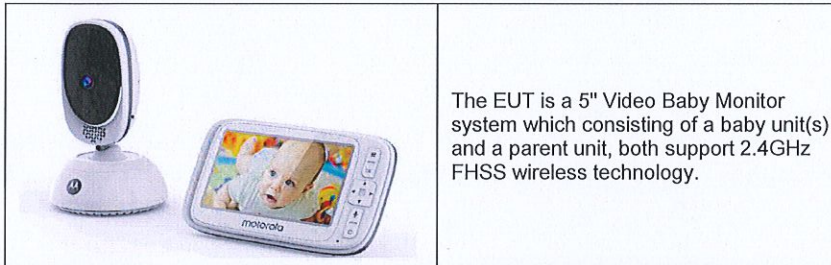 The EUT is a 5" Video Baby Monitor
system which consisting of a baby unit(s)
and a parent unit, both support 2.4GHz
FHSS wireless technology.
motorola